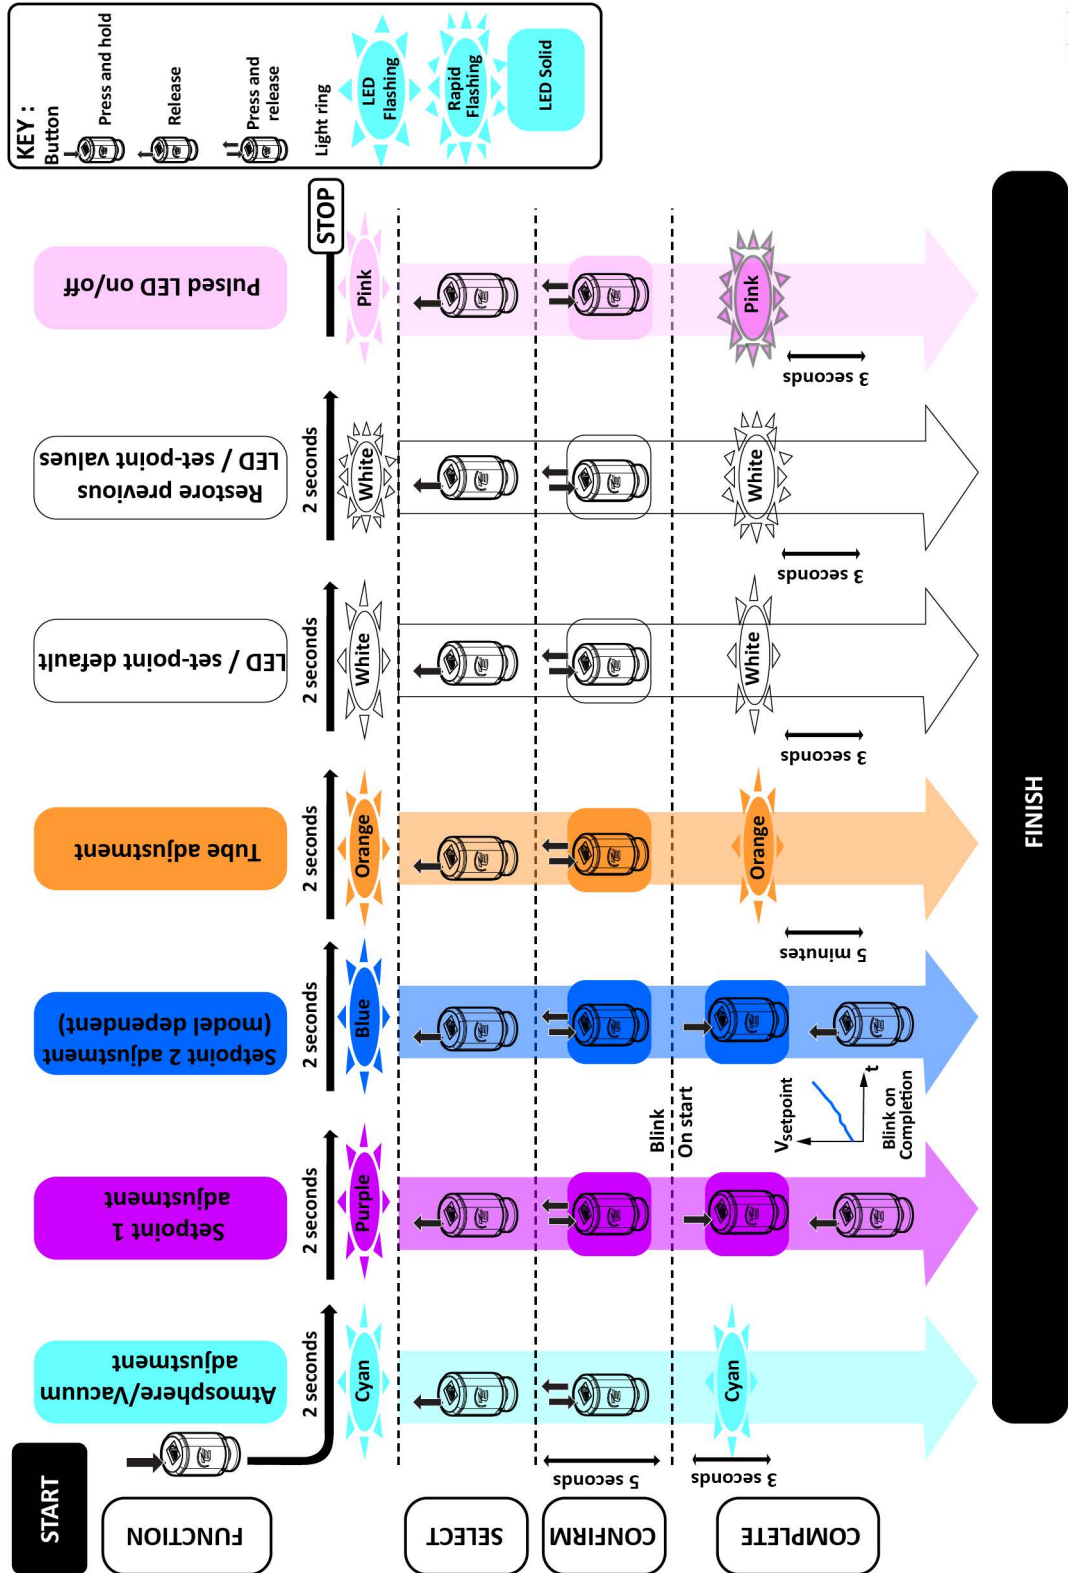 START
FUNCTION
Atmosphere/Vacuum
adjustment
Setpoint 1
adjustment
Setpoint 2 adjustment
(model dependent)
Tube adjustment
LED / set-point default
Restore previous
LED / set-point values
Pulsed LED on/off
2 seconds
2 seconds
2 seconds
2 seconds
2 seconds
2 seconds
STOP
Cyan
Purple
Blue
Orange
White
White
Pink
SELECT
CONFIRM
5 seconds
COMPLETE
3 seconds
Cyan
Blink
On start
Vsetpoint
t
Blink on
Completion
5 minutes
Orange
3 seconds
White
3 seconds
White
3 seconds
Pink
FINISH
KEY :
Button
Press and hold
Release
Press and
release
Light ring
LED
Flashing
Rapid
Flashing
LED Solid